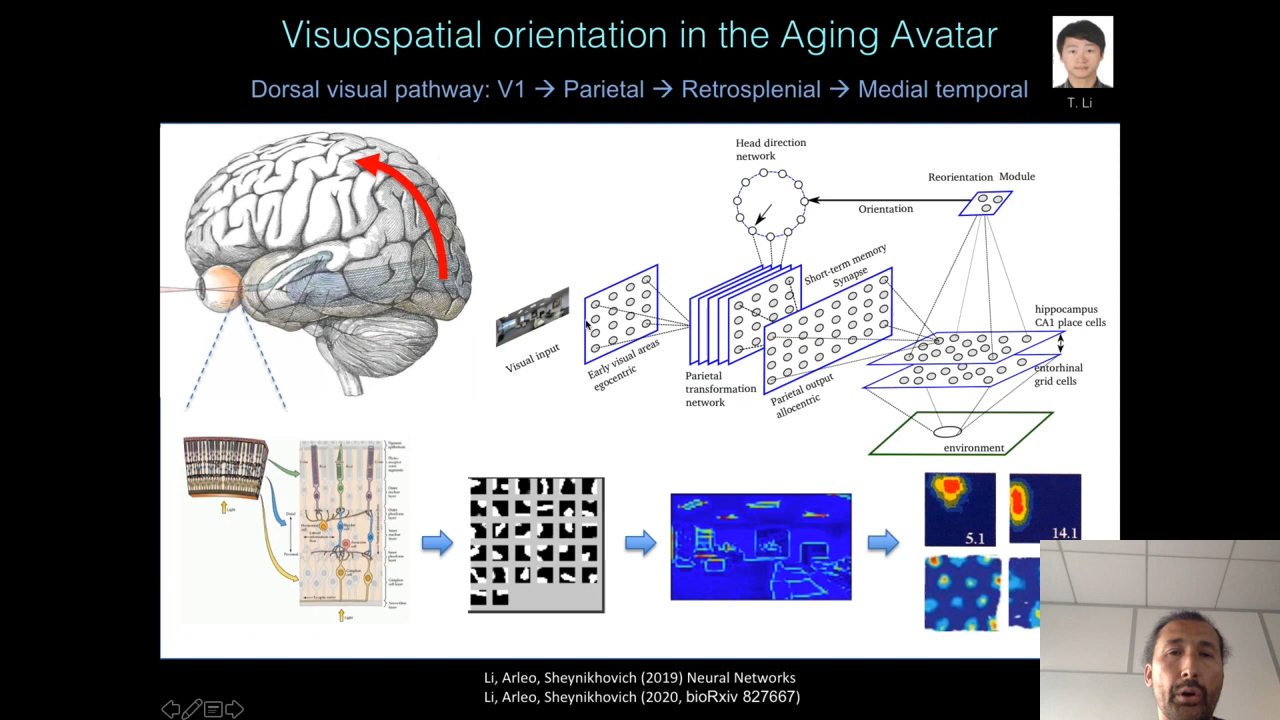 Visuospatial orientation in the Aging Avatar
Dorsal visual pathway: V1 → Parietal → Retrosplenial → Medial temporal
T. Li
Head direction
network
Reorientation Module
Orientation
Short-term memory
Synapse
hippocampus
CA1 place cells
Visual input
Early visual areas
egocentric
Parietal
transformation
network
Parietal output
allocentric
entorhinal
grid cells
environment
Light
Light
5.1
14.1
Li, Arleo, Sheynikhovich (2019) Neural Networks
Li, Arleo, Sheynikhovich (2020, bioRxiv 827667)